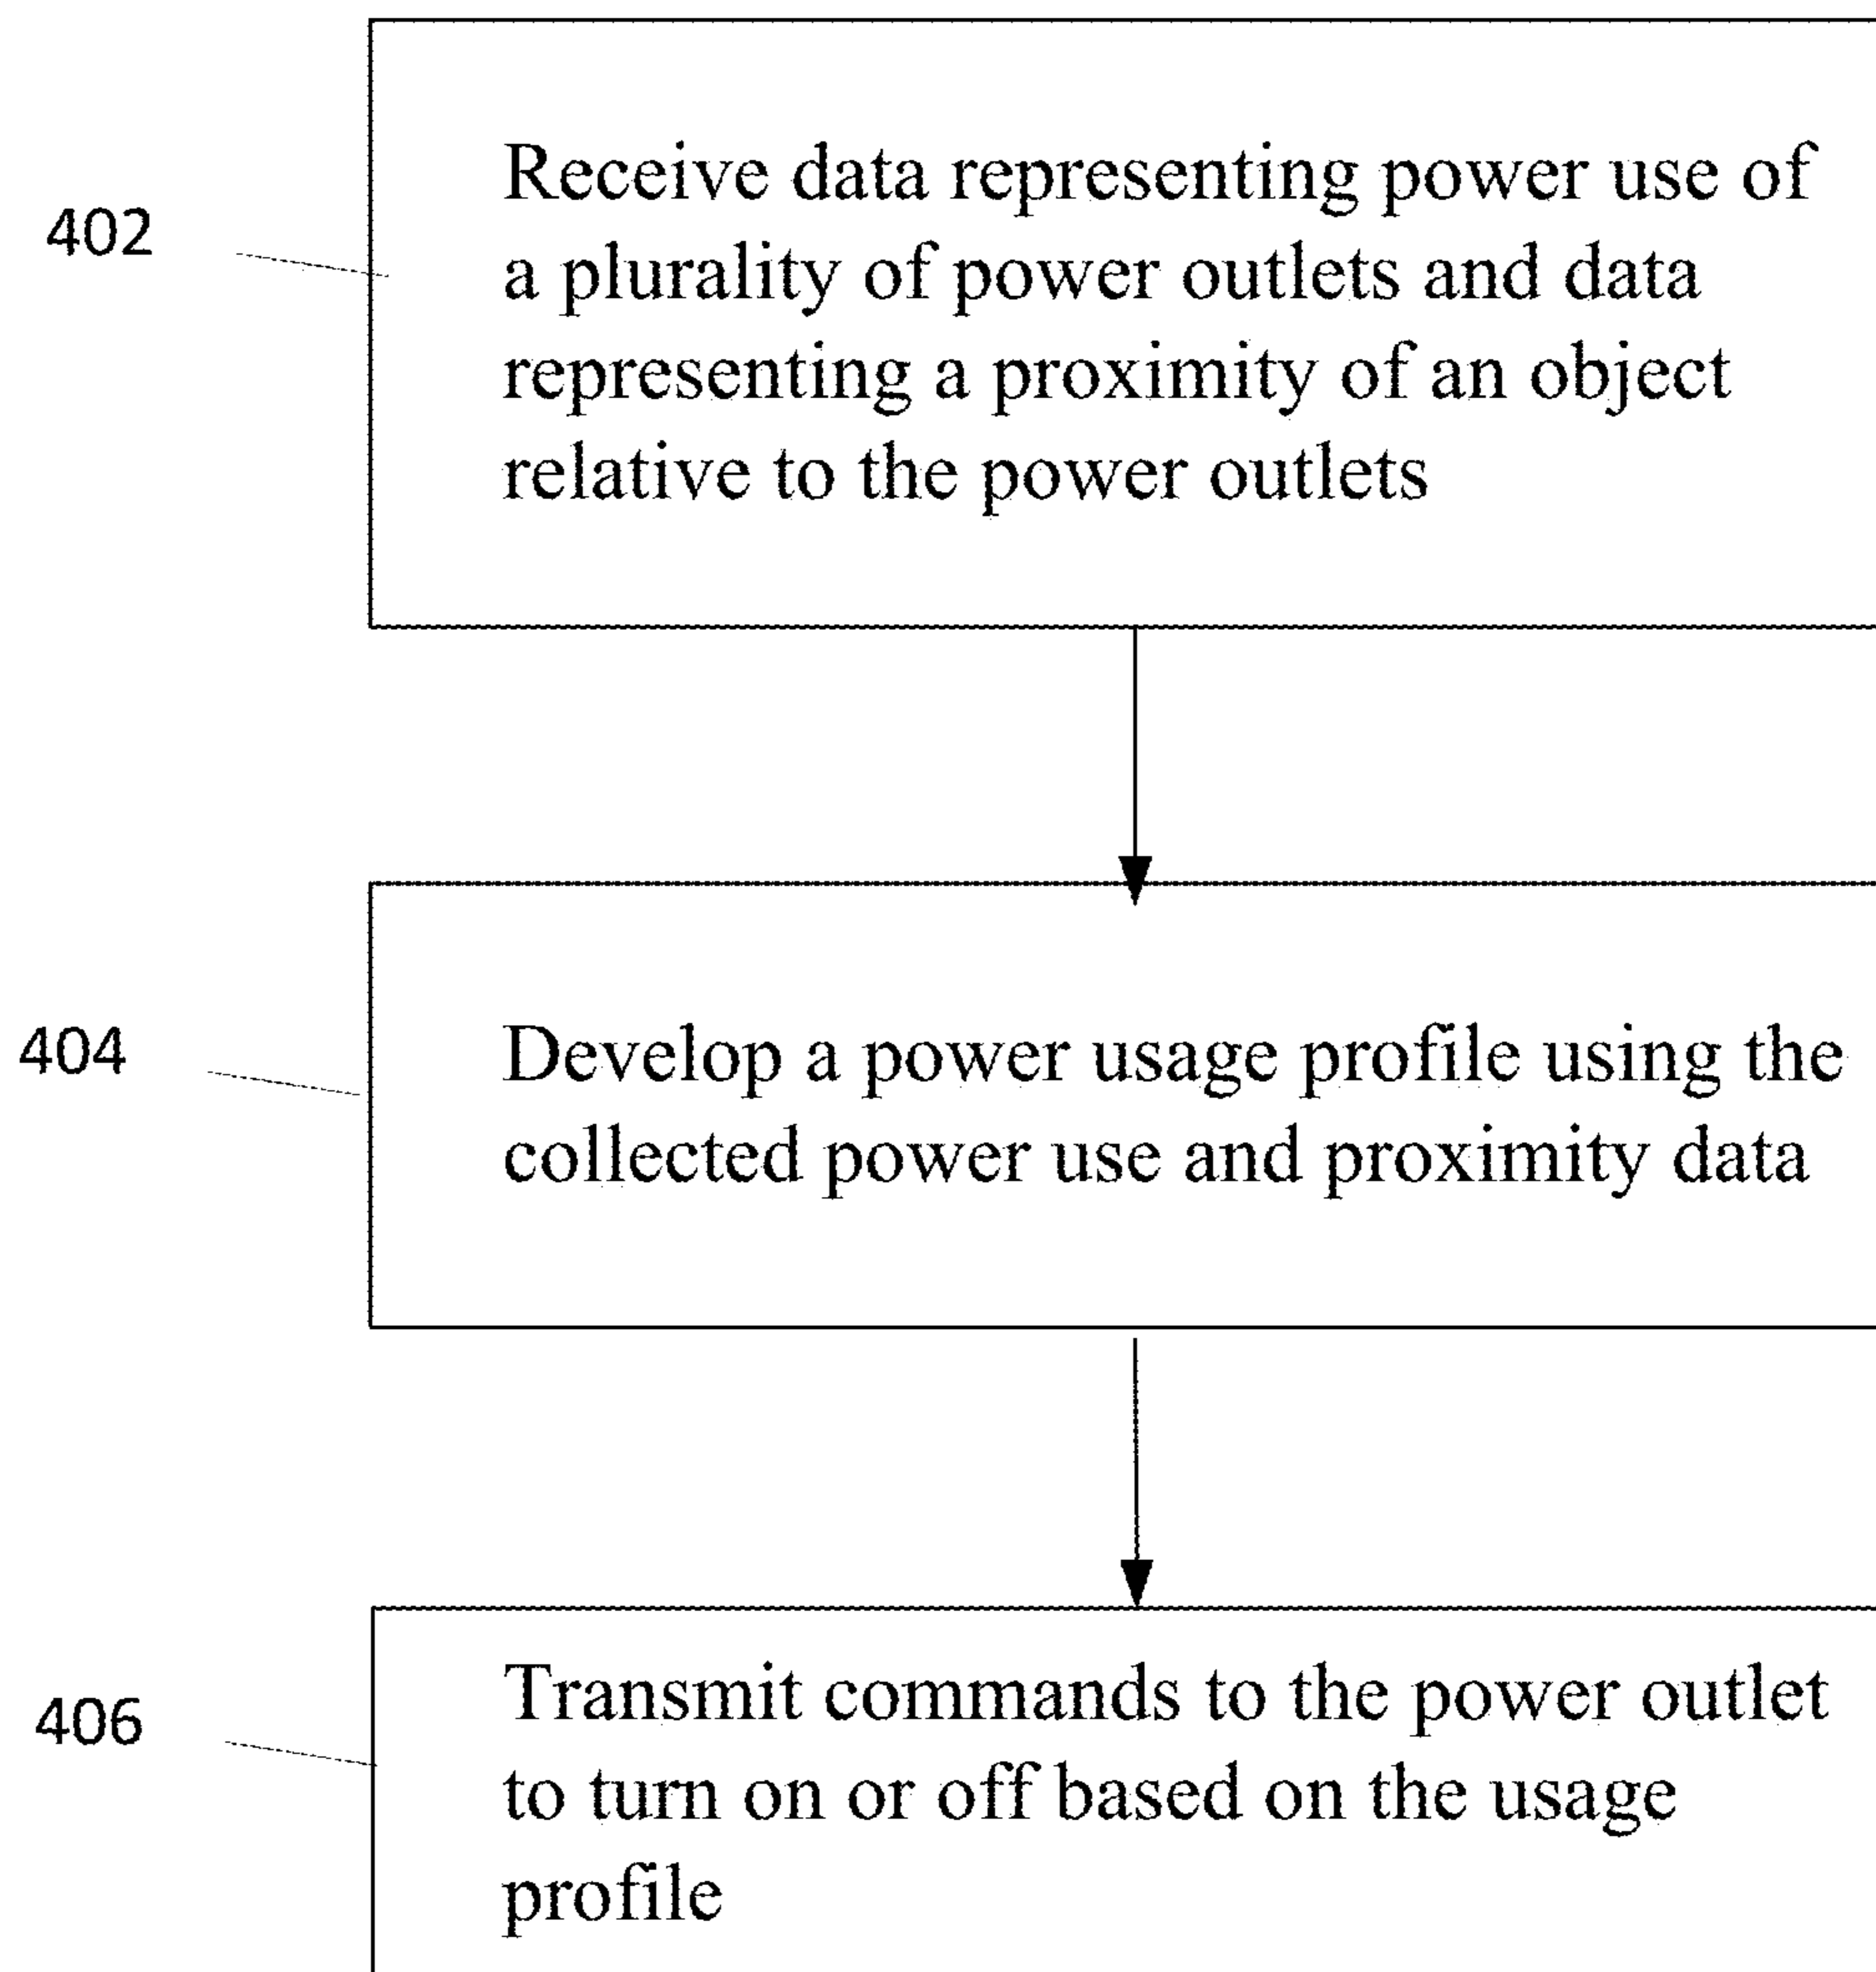 402
Receive data representing power use of
a plurality of power outlets and data
representing a proximity of an object
relative to the power outlets
404
Develop a power usage profile using the
collected power use and proximity data
406
Transmit commands to the power outlet
to turn on or off based on the usage
profile